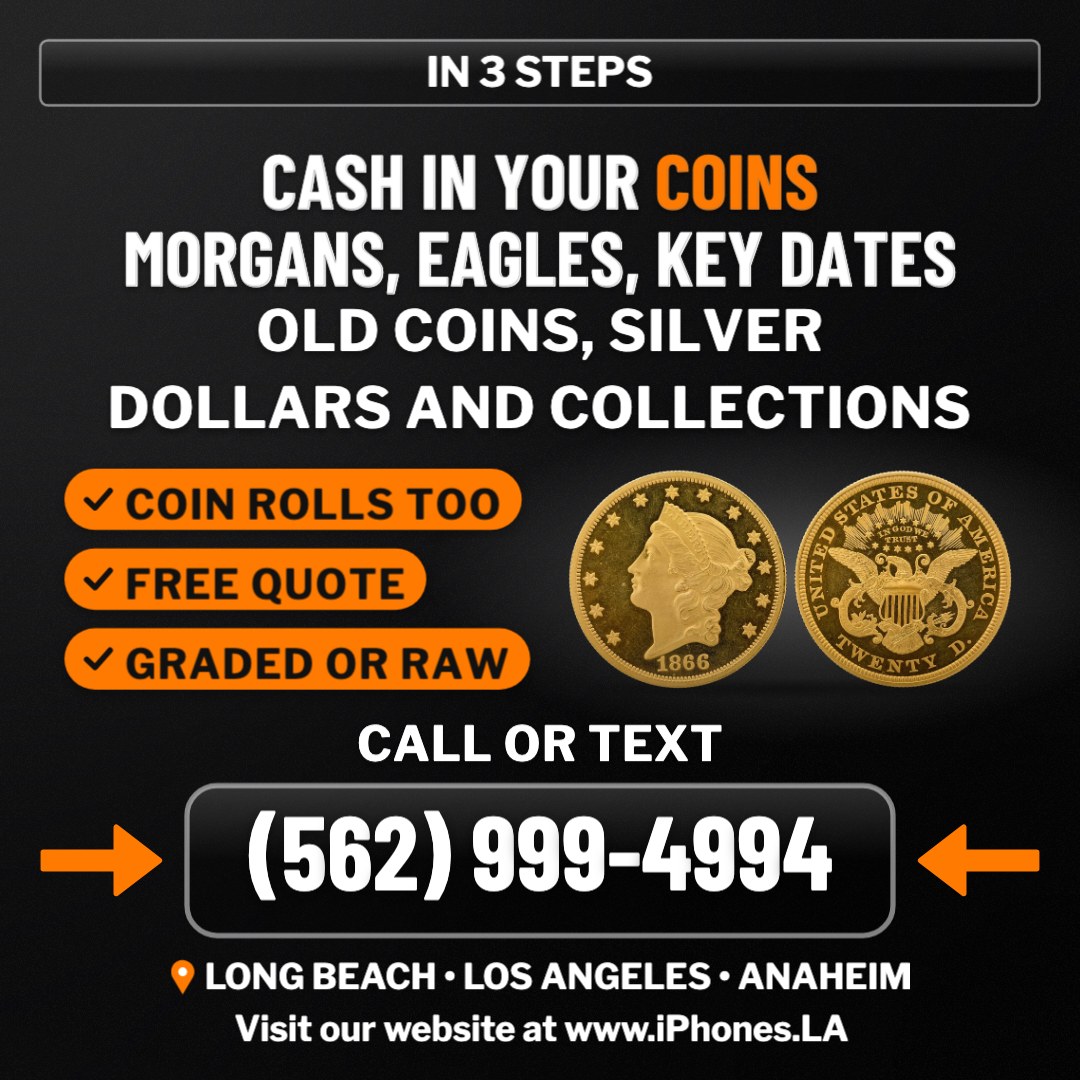 IN 3 STEPS
CASH IN YOUR COINS
MORGANS, EAGLES, KEY DATES
OLD COINS, SILVER
DOLLARS AND COLLECTIONS
COIN ROLLS TOO
FREE QUOTE
GRADED OR RAW
1866
UNITED STATES OF AMERICA
IN GOD WE
TRUST
TWENTY D.
CALL OR TEXT
(562) 999-4994
LONG BEACH • LOS ANGELES • ANAHEIM
Visit our website at www.iPhones.LA